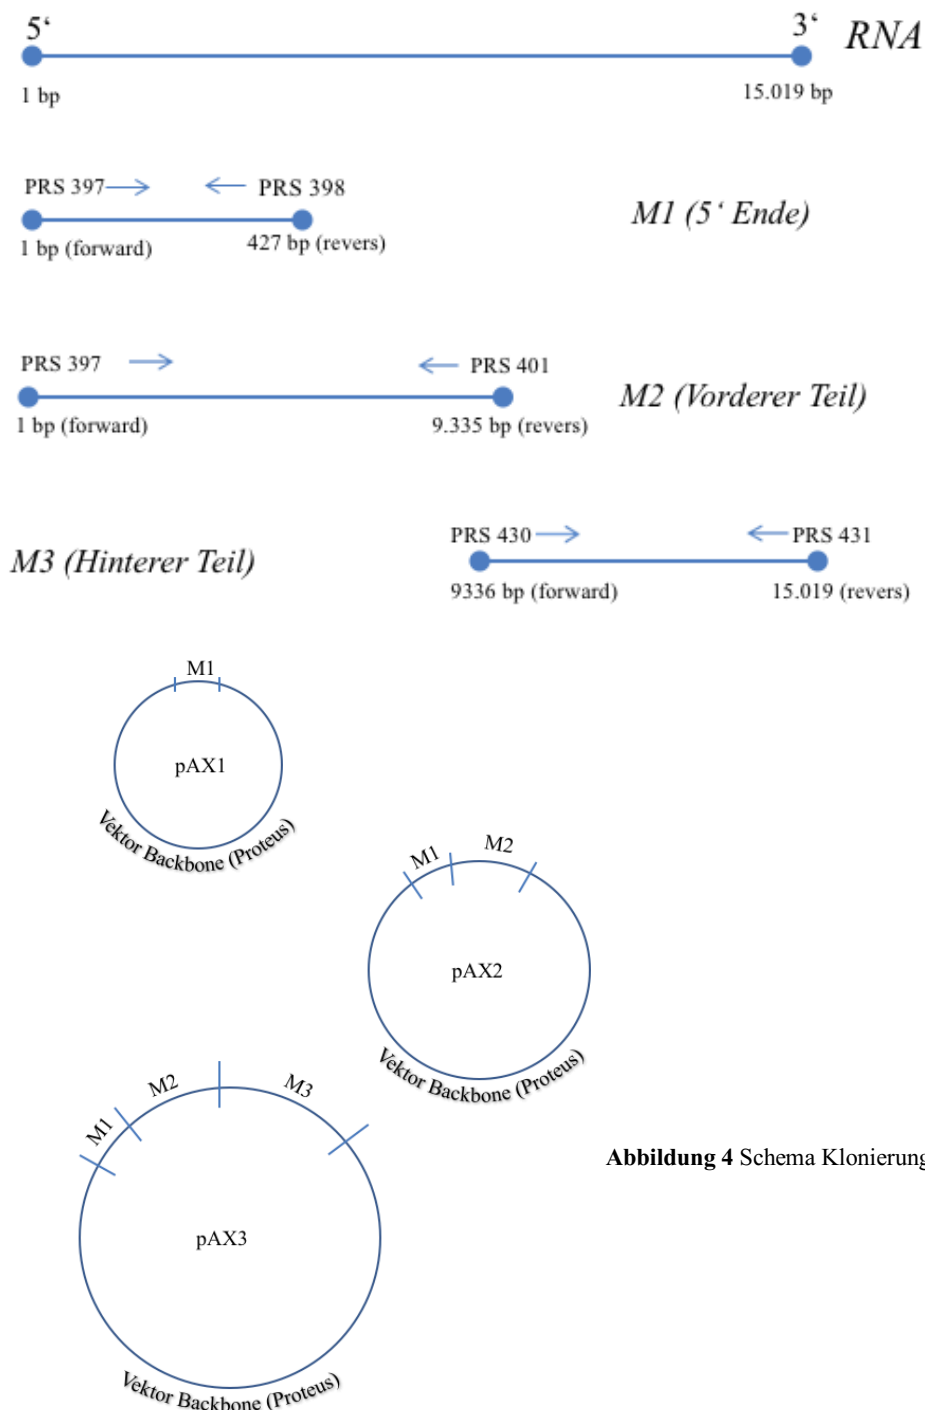 5‘ 3‘ RNA
1 bp 15.019 bp
PRS 397 PRS 398
M1 (5‘ Ende)
1 bp (forward) 427 bp (revers)
PRS 397 PRS 401
M2 (Vorderer Teil)
1 bp (forward) 9.335 bp (revers)
PRS 430 PRS 431
M3 (Hinterer Teil)
9336 bp (forward) 15.019 (revers)
M1
pAX1
Vektor Backbone (Proteus)
M1 M2
pAX2
Vektor Backbone (Proteus)
M1 M2 M3
pAX3
Vektor Backbone (Proteus)
Abbildung 4 Schema Klonierung